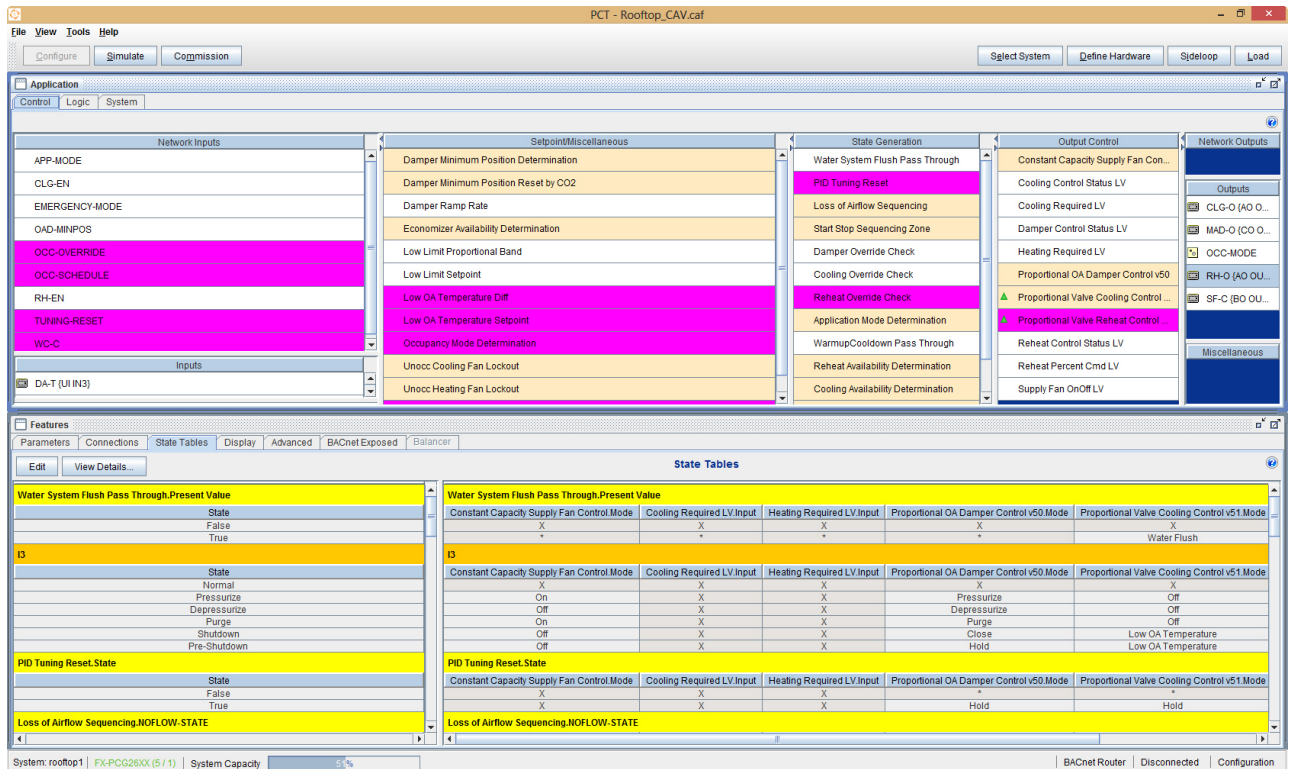 PCT - Rooftop_CAV.caf
File View Tools Help
Configure Simulate Commission Select System Define Hardware Sideloop Load
Application
Control Logic System
Network Inputs
APP-MODE
CLG-EN
EMERGENCY-MODE
OAD-MINPOS
OCC-OVERRIDE
OCC-SCHEDULE
RH-EN
TUNING-RESET
WC-C
Inputs
DA-T {UI IN3}
Setpoint/Miscellaneous
Damper Minimum Position Determination
Damper Minimum Position Reset by CO2
Damper Ramp Rate
Economizer Availability Determination
Low Limit Proportional Band
Low Limit Setpoint
Low OA Temperature Diff
Low OA Temperature Setpoint
Occupancy Mode Determination
Unocc Cooling Fan Lockout
Unocc Heating Fan Lockout
State Generation
Water System Flush Pass Through
PID Tuning Reset
Loss of Airflow Sequencing
Start Stop Sequencing Zone
Damper Override Check
Cooling Override Check
Reheat Override Check
Application Mode Determination
WarmupCooldown Pass Through
Reheat Availability Determination
Cooling Availability Determination
Output Control
Constant Capacity Supply Fan Con...
Cooling Control Status LV
Cooling Required LV
Damper Control Status LV
Heating Required LV
Proportional OA Damper Control v50
Proportional Valve Cooling Control ...
Proportional Valve Reheat Control ...
Reheat Control Status LV
Reheat Percent Cmd LV
Supply Fan OnOff LV
Network Outputs
Outputs
CLG-O {AO O...
MAD-O {CO O...
OCC-MODE
RH-O {AO OU...
SF-C {BO OU...
Miscellaneous
Features
Parameters Connections State Tables Display Advanced BACnet Exposed Balancer
Edit View Details... State Tables
Water System Flush Pass Through.Present Value
State
False
True
I3
State
Normal
Pressurize
Depressurize
Purge
Shutdown
Pre-Shutdown
PID Tuning Reset.State
State
False
True
Loss of Airflow Sequencing.NOFLOW-STATE
Water System Flush Pass Through.Present Value
Constant Capacity Supply Fan Control.Mode Cooling Required LV.Input Heating Required LV.Input Proportional OA Damper Control v50.Mode Proportional Valve Cooling Control v51.Mode
X X X X X
* * * * Water Flush
I3
Constant Capacity Supply Fan Control.Mode Cooling Required LV.Input Heating Required LV.Input Proportional OA Damper Control v50.Mode Proportional Valve Cooling Control v51.Mode
X X X X X
On X X Pressurize Off
Off X X Depressurize Off
On X X Purge Off
Off X X Close Low OA Temperature
Off X X Hold Low OA Temperature
PID Tuning Reset.State
Constant Capacity Supply Fan Control.Mode Cooling Required LV.Input Heating Required LV.Input Proportional OA Damper Control v50.Mode Proportional Valve Cooling Control v51.Mode
X X X * *
X X X Hold Hold
Loss of Airflow Sequencing.NOFLOW-STATE
System: rooftop1 FX-PCG26XX (5 / 1) System Capacity 51% BACnet Router Disconnected Configuration